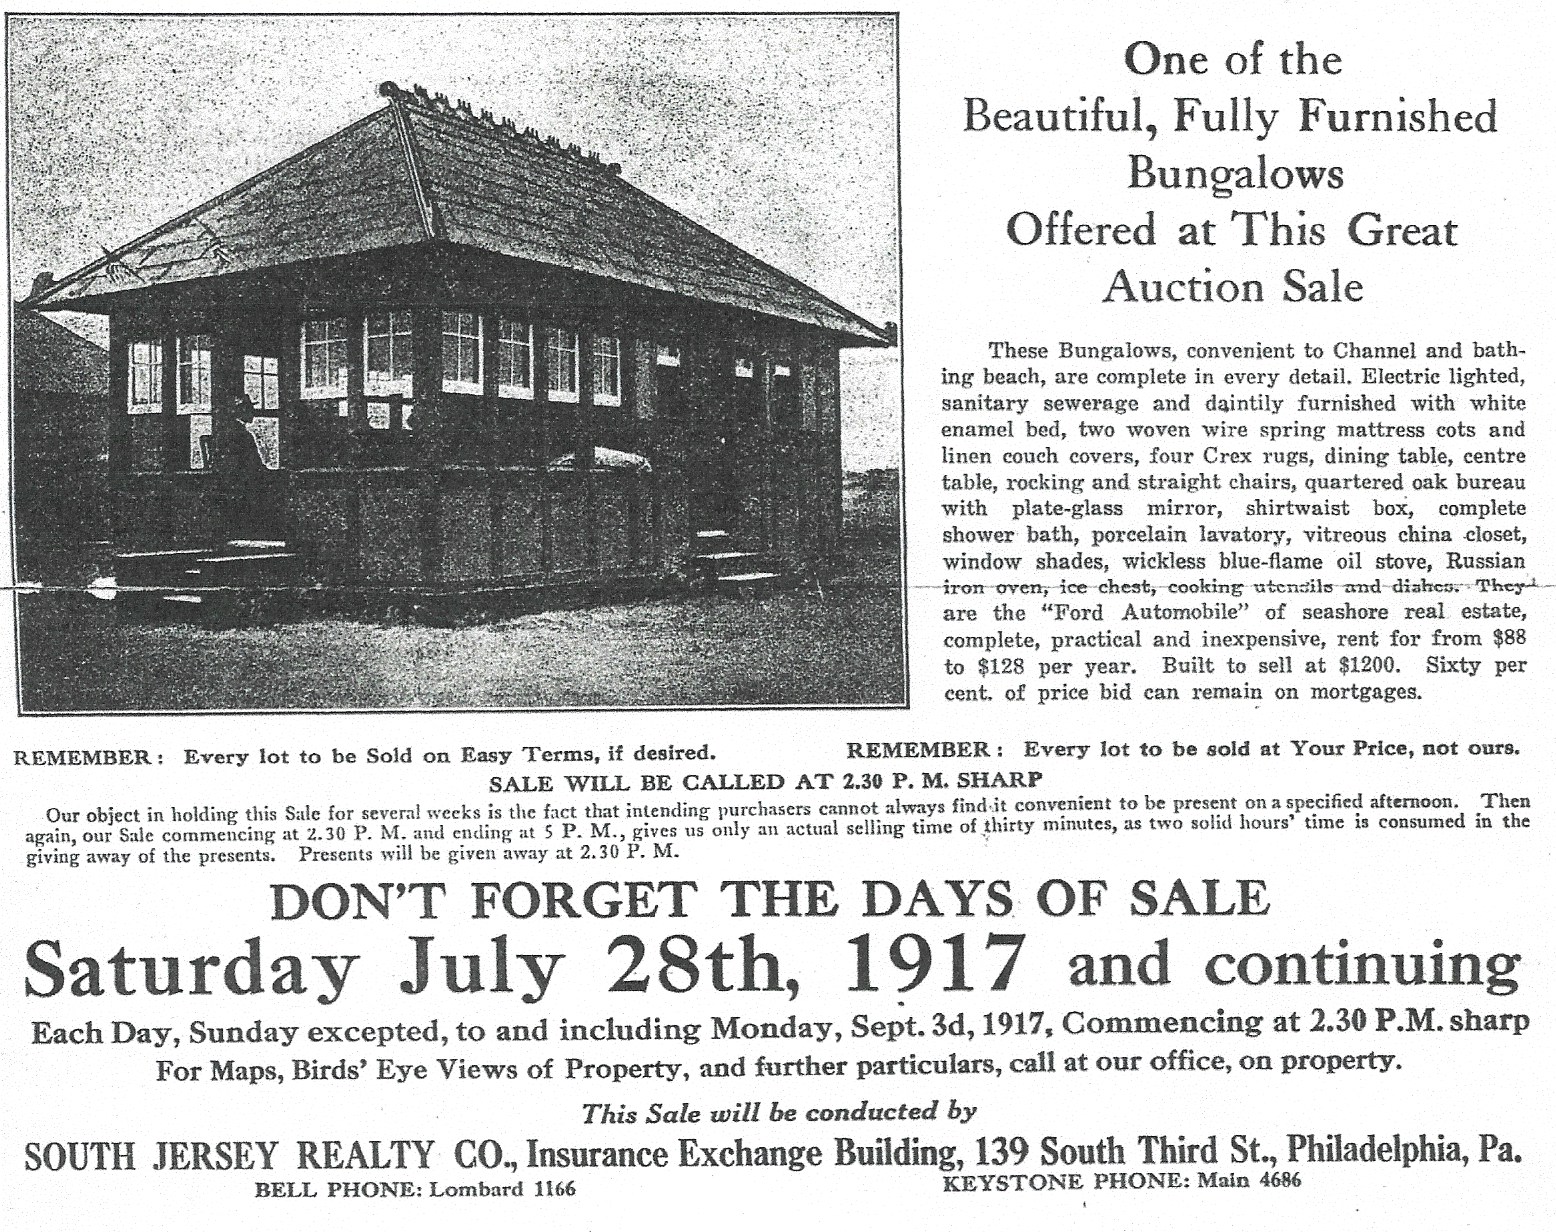 One of the
Beautiful, Fully Furnished
Bungalows
Offered at This Great
Auction Sale
These Bungalows, convenient to Channel and bath-
ing beach, are complete in every detail. Electric lighted,
sanitary sewerage and daintily furnished with white
enamel bed, two woven wire spring mattress cots and
linen couch covers, four Crex rugs, dining table, centre
table, rocking and straight chairs, quartered oak bureau
with plate-glass mirror, shirtwaist box, complete
shower bath, porcelain lavatory, vitreous china closet,
window shades, wickless blue-flame oil stove, Russian
iron oven, ice chest, cooking utensils and dishes. They
are the “Ford Automobile” of seashore real estate,
complete, practical and inexpensive, rent for from $88
to $128 per year. Built to sell at $1200. Sixty per
cent. of price bid can remain on mortgages.
REMEMBER: Every lot to be Sold on Easy Terms, if desired. REMEMBER: Every lot to be sold at Your Price, not ours.
SALE WILL BE CALLED AT 2.30 P. M. SHARP
Our object in holding this Sale for several weeks is the fact that intending purchasers cannot always find it convenient to be present on a specified afternoon. Then
again, our Sale commencing at 2.30 P. M. and ending at 5 P. M., gives us only an actual selling time of thirty minutes, as two solid hours’ time is consumed in the
giving away of the presents. Presents will be given away at 2.30 P. M.
DON’T FORGET THE DAYS OF SALE
Saturday July 28th, 1917 and continuing
Each Day, Sunday excepted, to and including Monday, Sept. 3d, 1917, Commencing at 2.30 P.M. sharp
For Maps, Birds’ Eye Views of Property, and further particulars, call at our office, on property.
This Sale will be conducted by
SOUTH JERSEY REALTY CO., Insurance Exchange Building, 139 South Third St., Philadelphia, Pa.
BELL PHONE: Lombard 1166 KEYSTONE PHONE: Main 4686